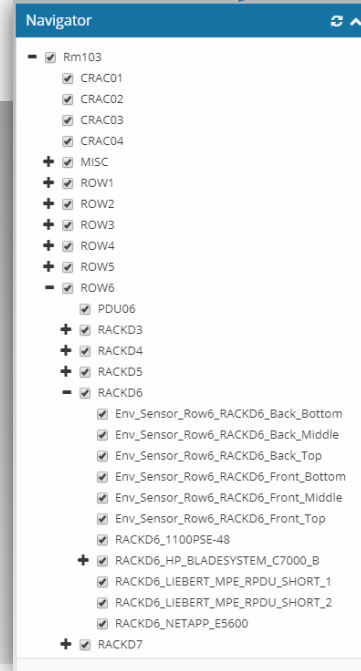 Navigator
Rm103
CRAC01
CRAC02
CRAC03
CRAC04
MISC
ROW1
ROW2
ROW3
ROW4
ROW5
ROW6
PDU06
RACKD3
RACKD4
RACKD5
RACKD6
Env_Sensor_Row6_RACKD6_Back_Bottom
Env_Sensor_Row6_RACKD6_Back_Middle
Env_Sensor_Row6_RACKD6_Back_Top
Env_Sensor_Row6_RACKD6_Front_Bottom
Env_Sensor_Row6_RACKD6_Front_Middle
Env_Sensor_Row6_RACKD6_Front_Top
RACKD6_1100PSE-48
RACKD6_HP_BLADESYSTEM_C7000_B
RACKD6_LIEBERT_MPE_RPDU_SHORT_1
RACKD6_LIEBERT_MPE_RPDU_SHORT_2
RACKD6_NETAPP_E5600
RACKD7